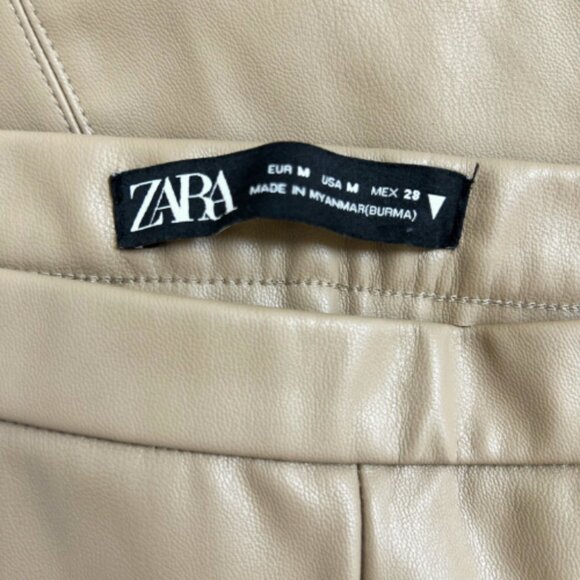 ZARA
EUR M USA M MEX 28
MADE IN MYANMAR(BURMA)